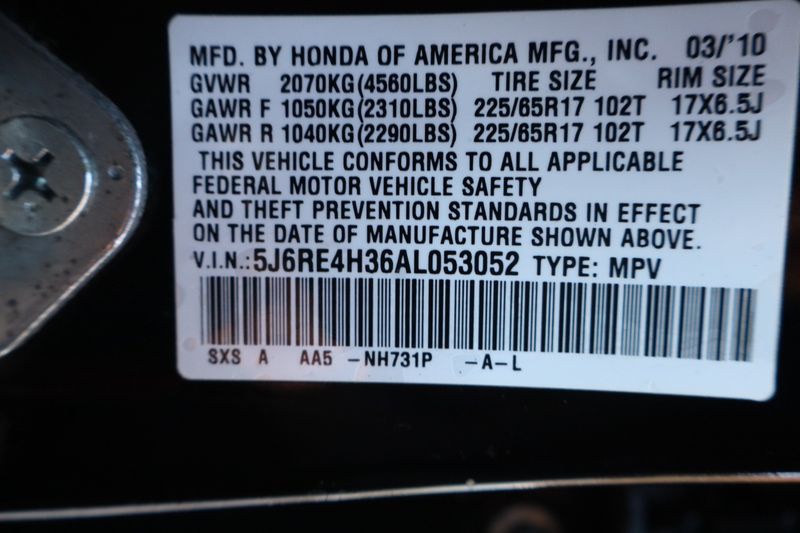 MFD. BY HONDA OF AMERICA MFG., INC. 03/'10
GVWR 2070KG(4560LBS) TIRE SIZE RIM SIZE
GAWR F 1050KG(2310LBS) 225/65R17 102T 17X6.5J
GAWR R 1040KG(2290LBS) 225/65R17 102T 17X6.5J
THIS VEHICLE CONFORMS TO ALL APPLICABLE
FEDERAL MOTOR VEHICLE SAFETY
AND THEFT PREVENTION STANDARDS IN EFFECT
ON THE DATE OF MANUFACTURE SHOWN ABOVE.
V.I.N.: 5J6RE4H36AL053052 TYPE: MPV
SXS A AA5 -NH731P -A-L